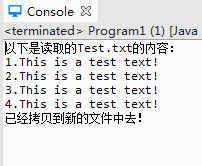 Console
<terminated> Program1 (1) [Java
以下是读取的Test.txt的内容:
1.This is a test text!
2.This is a test text!
3.This is a test text!
4.This is a test text!
已经拷贝到新的文件中去!